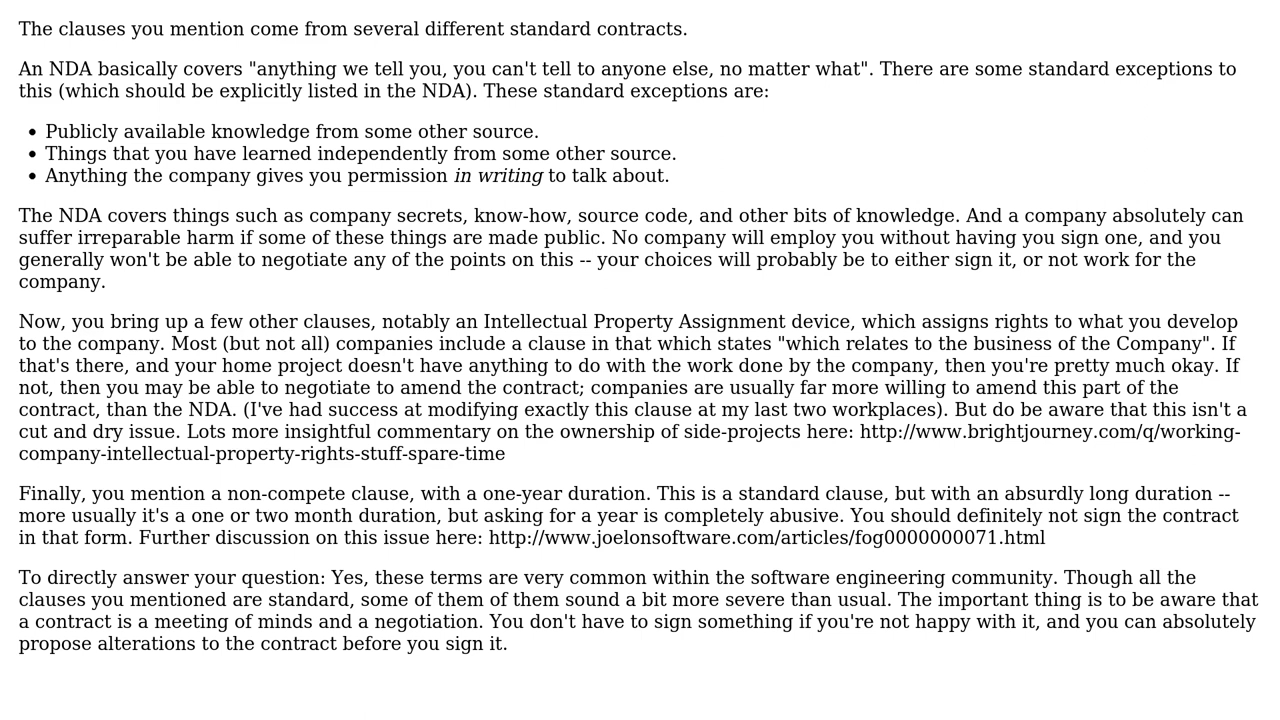 The clauses you mention come from several different standard contracts.
An NDA basically covers "anything we tell you, you can't tell to anyone else, no matter what". There are some standard exceptions to
this (which should be explicitly listed in the NDA). These standard exceptions are:
• Publicly available knowledge from some other source.
• Things that you have learned independently from some other source.
• Anything the company gives you permission in writing to talk about.
The NDA covers things such as company secrets, know-how, source code, and other bits of knowledge. And a company absolutely can
suffer irreparable harm if some of these things are made public. No company will employ you without having you sign one, and you
generally won't be able to negotiate any of the points on this -- your choices will probably be to either sign it, or not work for the
company.
Now, you bring up a few other clauses, notably an Intellectual Property Assignment device, which assigns rights to what you develop
to the company. Most (but not all) companies include a clause in that which states "which relates to the business of the Company". If
that's there, and your home project doesn't have anything to do with the work done by the company, then you're pretty much okay. If
not, then you may be able to negotiate to amend the contract; companies are usually far more willing to amend this part of the
contract, than the NDA. (I've had success at modifying exactly this clause at my last two workplaces). But do be aware that this isn't a
cut and dry issue. Lots more insightful commentary on the ownership of side-projects here: http://www.brightjourney.com/q/working-
company-intellectual-property-rights-stuff-spare-time
Finally, you mention a non-compete clause, with a one-year duration. This is a standard clause, but with an absurdly long duration --
more usually it's a one or two month duration, but asking for a year is completely abusive. You should definitely not sign the contract
in that form. Further discussion on this issue here: http://www.joelonsoftware.com/articles/fog0000000071.html
To directly answer your question: Yes, these terms are very common within the software engineering community. Though all the
clauses you mentioned are standard, some of them of them sound a bit more severe than usual. The important thing is to be aware that
a contract is a meeting of minds and a negotiation. You don't have to sign something if you're not happy with it, and you can absolutely
propose alterations to the contract before you sign it.